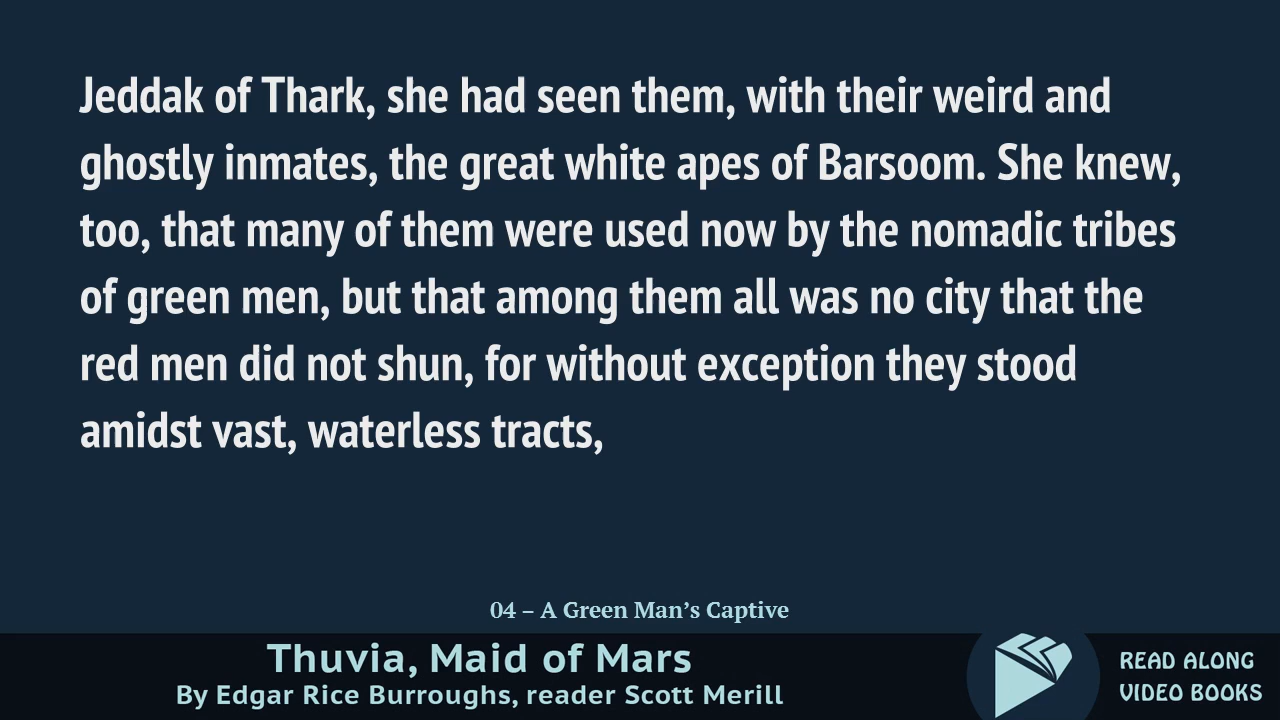 Jeddak of Thark, she had seen them, with their weird and
ghostly inmates, the great white apes of Barsoom. She knew,
too, that many of them were used now by the nomadic tribes
of green men, but that among them all was no city that the
red men did not shun, for without exception they stood
amidst vast, waterless tracts,
04 – A Green Man’s Captive
Thuvia, Maid of Mars
By Edgar Rice Burroughs, reader Scott Merill
READ ALONG
VIDEO BOOKS